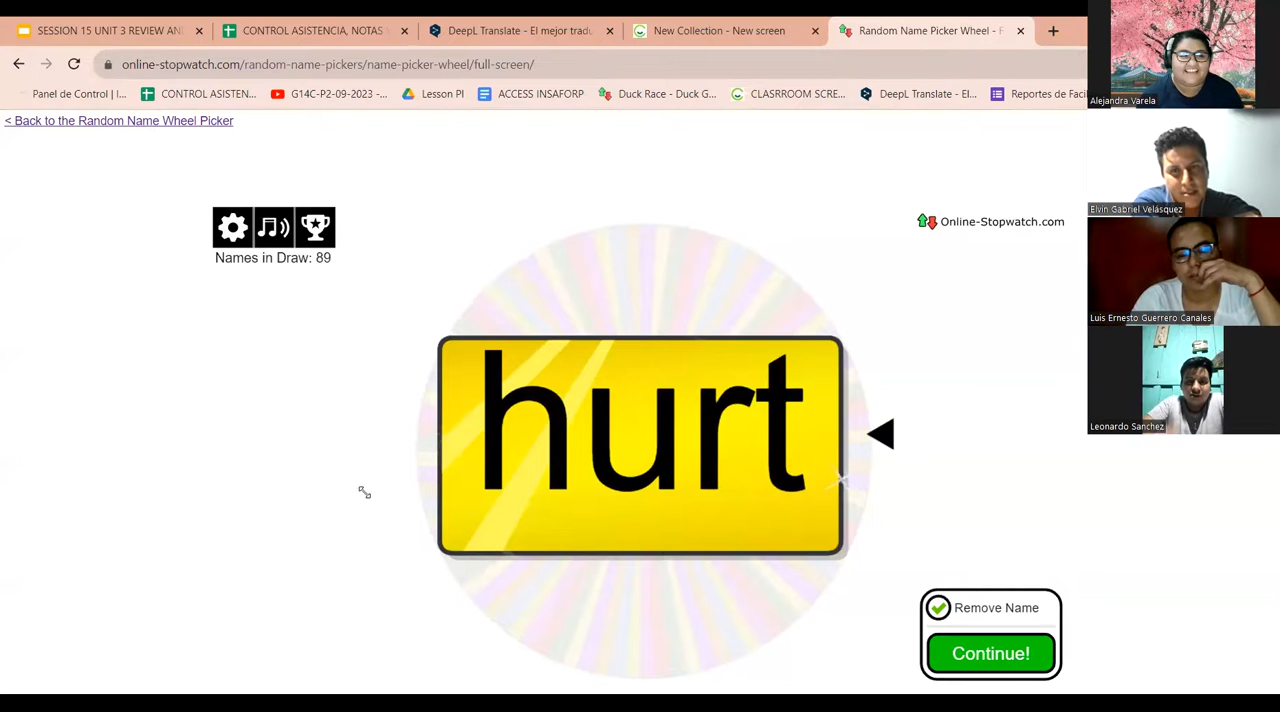 SESSION 15 UNIT 3 REVIEW AN
CONTROL ASISTENCIA, NOTAS
DeepL Translate - El mejor tradu
New Collection - New screen
Random Name Picker Wheel - F
online-stopwatch.com/random-name-pickers/name-picker-wheel/full-screen/
Panel de Control | I...
CONTROL ASISTEN...
G14C-P2-09-2023 -...
Lesson Pl
ACCESS INSAFORP
Duck Race - Duck G...
CLASRROOM SCRE...
DeepL Translate - El...
Reportes de Facil
< Back to the Random Name Wheel Picker
Names in Draw: 89
Online-Stopwatch.com
hurt
Remove Name
Continue!
Alejandra Varela
Elvin Gabriel Velásquez
Luis Ernesto Guerrero Canales
Leonardo Sanchez